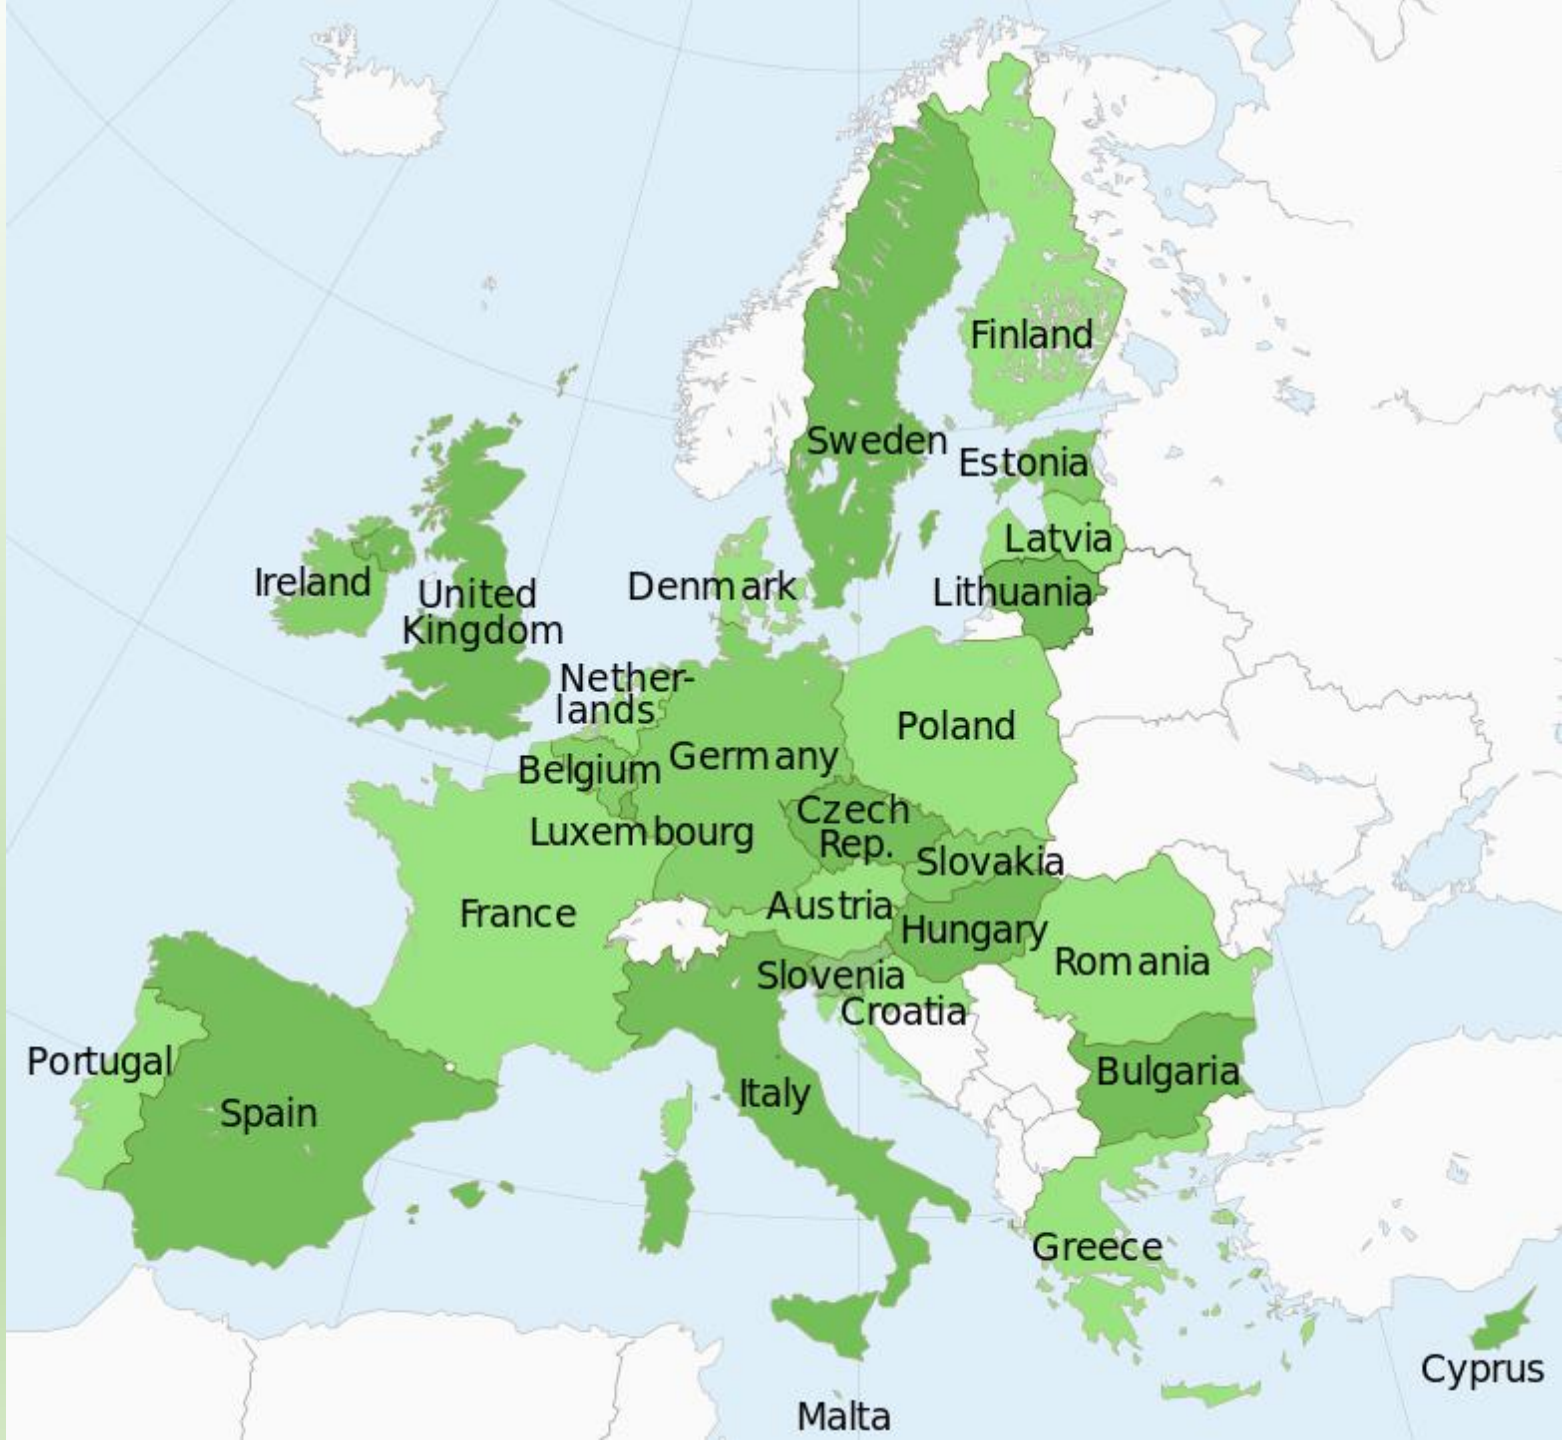 Finland
Sweden
Estonia
Latvia
Lithuania
Ireland
United
Kingdom
Denmark
Nether-
lands
Poland
Belgium
Germany
Luxembourg
Czech
Rep.
Slovakia
France
Austria
Hungary
Romania
Slovenia
Croatia
Portugal
Spain
Italy
Bulgaria
Greece
Cyprus
Malta